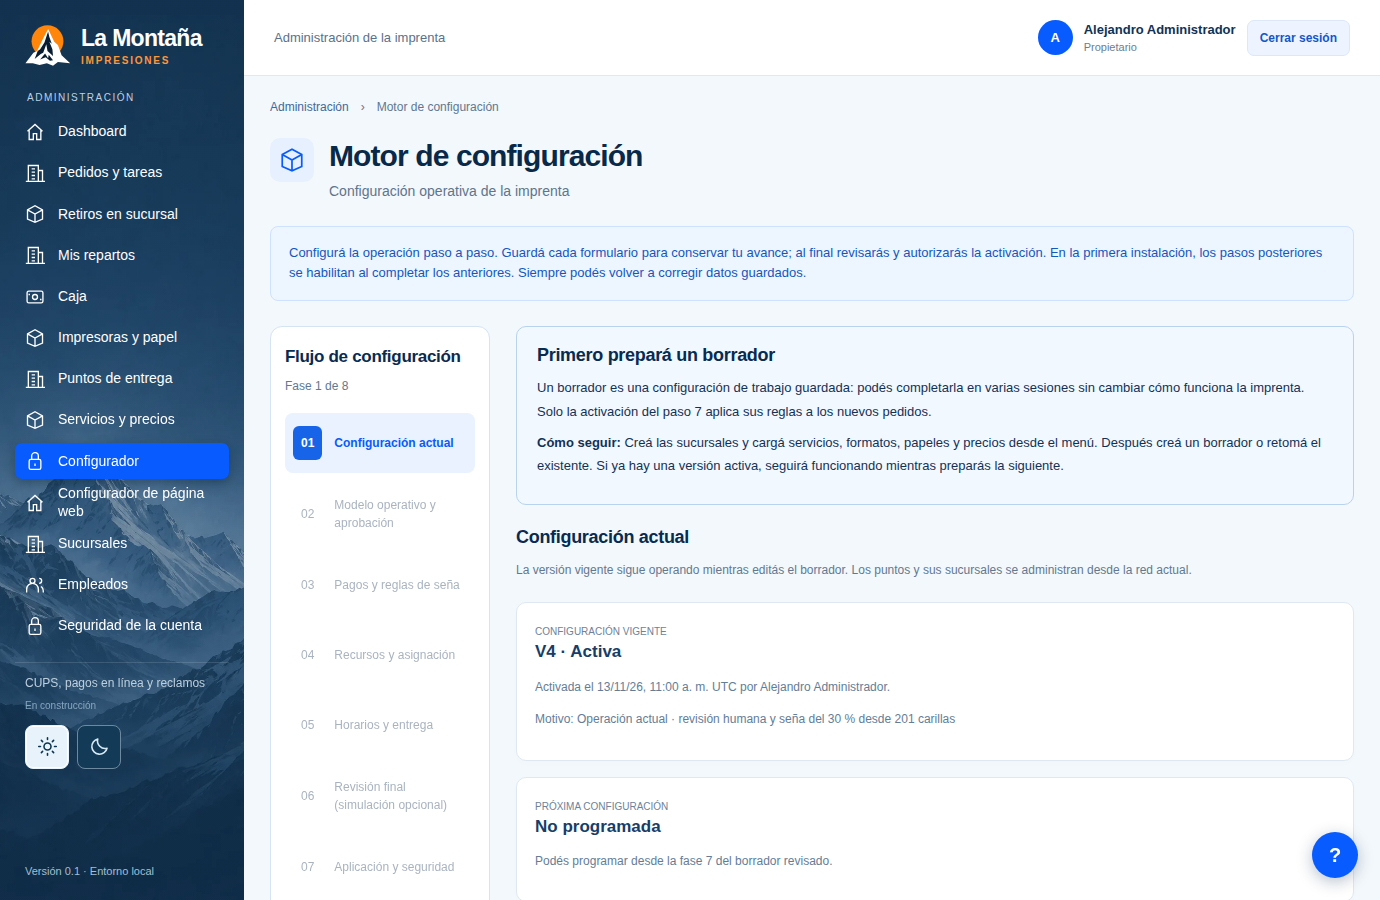 La Montaña
IMPRESIONES
ADMINISTRACIÓN
Dashboard
Pedidos y tareas
Retiros en sucursal
Mis repartos
Caja
Impresoras y papel
Puntos de entrega
Servicios y precios
Configurador
Configurador de página
web
Sucursales
Empleados
Seguridad de la cuenta
CUPS, pagos en línea y reclamos
En construcción
Versión 0.1 · Entorno local
Administración de la imprenta
A
Alejandro Administrador
Propietario
Cerrar sesión
Administración › Motor de configuración
Motor de configuración
Configuración operativa de la imprenta
Configurá la operación paso a paso. Guardá cada formulario para conservar tu avance; al final revisarás y autorizarás la activación. En la primera instalación, los pasos posteriores
se habilitan al completar los anteriores. Siempre podés volver a corregir datos guardados.
Flujo de configuración
Fase 1 de 8
01 Configuración actual
02 Modelo operativo y
aprobación
03 Pagos y reglas de seña
04 Recursos y asignación
05 Horarios y entrega
06 Revisión final
(simulación opcional)
07 Aplicación y seguridad
Primero prepará un borrador
Un borrador es una configuración de trabajo guardada: podés completarla en varias sesiones sin cambiar cómo funciona la imprenta.
Solo la activación del paso 7 aplica sus reglas a los nuevos pedidos.
Cómo seguir: Creá las sucursales y cargá servicios, formatos, papeles y precios desde el menú. Después creá un borrador o retomá el
existente. Si ya hay una versión activa, seguirá funcionando mientras preparás la siguiente.
Configuración actual
La versión vigente sigue operando mientras editás el borrador. Los puntos y sus sucursales se administran desde la red actual.
CONFIGURACIÓN VIGENTE
V4 · Activa
Activada el 13/11/26, 11:00 a. m. UTC por Alejandro Administrador.
Motivo: Operación actual · revisión humana y seña del 30 % desde 201 carillas
PRÓXIMA CONFIGURACIÓN
No programada
Podés programar desde la fase 7 del borrador revisado.
?